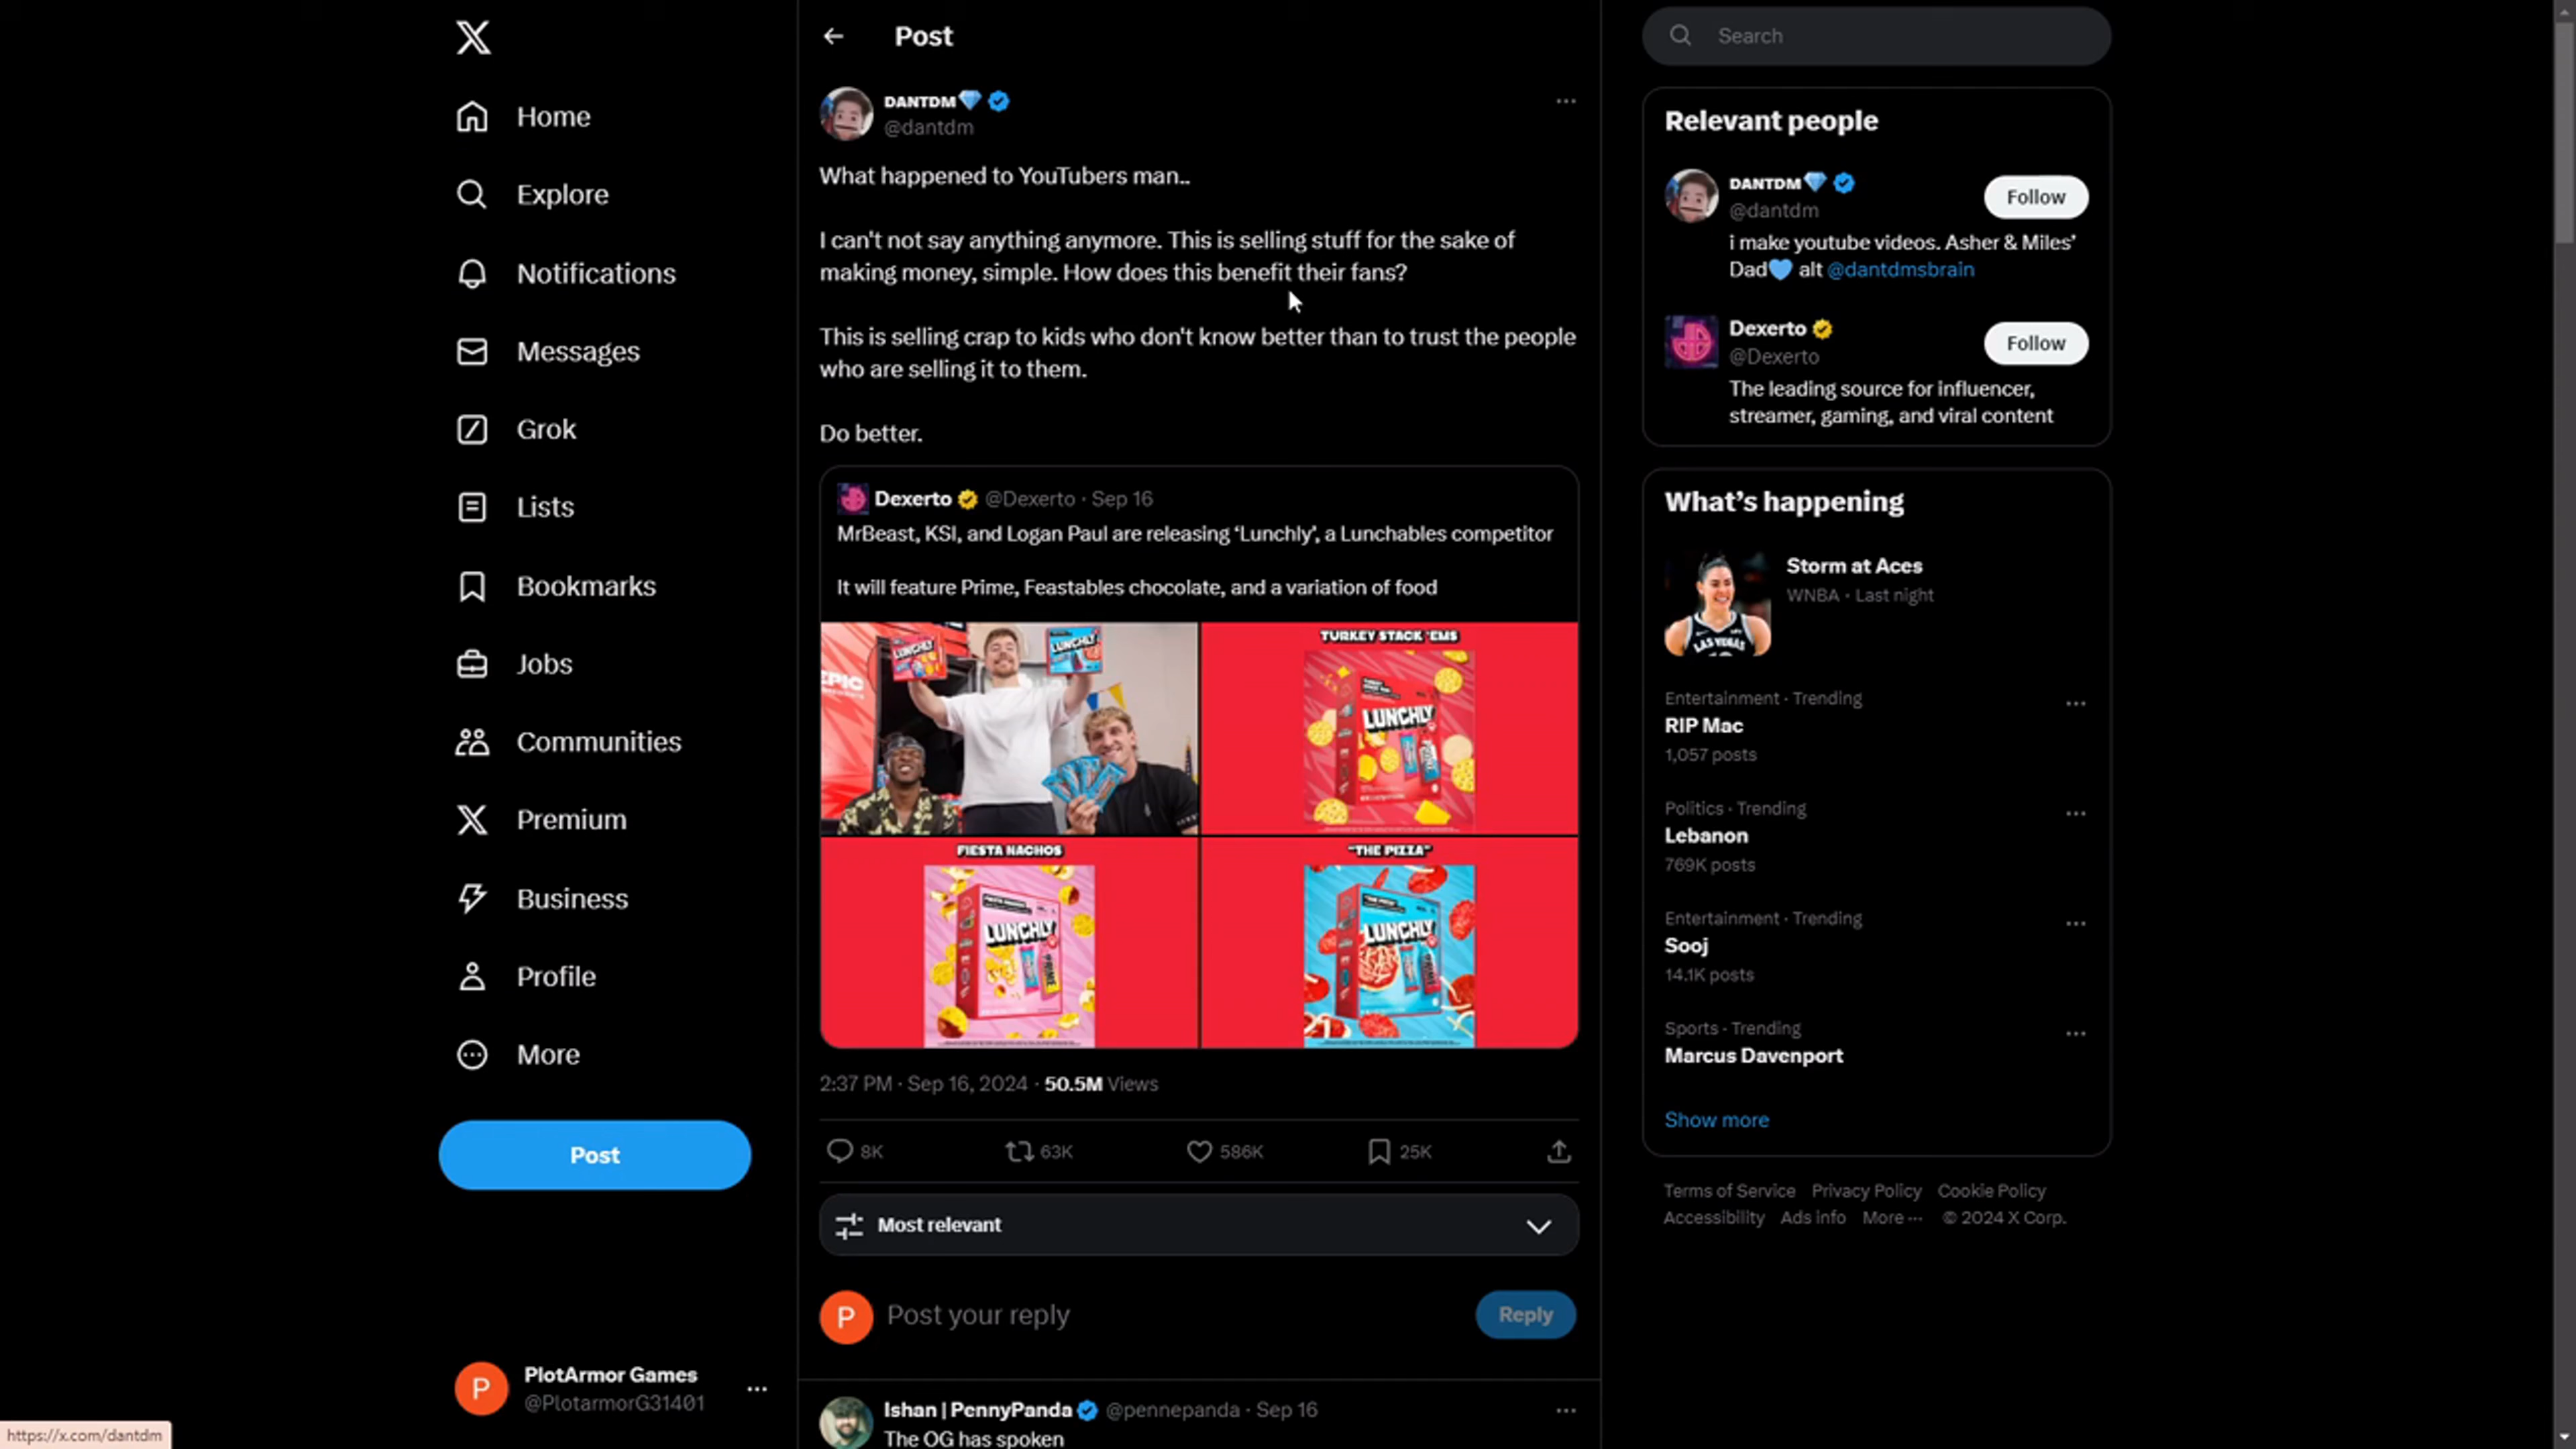 Home
Explore
Notifications
Messages
Grok
Lists
Bookmarks
Jobs
Communities
Premium
Business
Profile
More
Post
P
PlotArmor Games
@PlotarmorG31401
https://x.com/dantdm
Post
DANTDM
@dantdm
What happened to YouTubers man..
I can't not say anything anymore. This is selling stuff for the sake of
making money, simple. How does this benefit their fans?
This is selling crap to kids who don't know better than to trust the people
who are selling it to them.
Do better.
Dexerto @Dexerto · Sep 16
MrBeast, KSI, and Logan Paul are releasing ‘Lunchly’, a Lunchables competitor
It will feature Prime, Feastables chocolate, and a variation of food
LUNCHLY
LUNCHLY
EPIC
TURKEY STACK 'EMS
LUNCHLY
FIESTA NACHOS
LUNCHLY
"THE PIZZA"
LUNCHLY
2:37 PM · Sep 16, 2024 · 50.5M Views
8K 63K 586K 25K
Most relevant
P
Post your reply
Reply
Ishan | PennyPanda @pennepanda · Sep 16
The OG has spoken
Search
Relevant people
DANTDM
@dantdm
Follow
i make youtube videos. Asher & Miles’
Dad alt @dantdmsbrain
Dexerto
@Dexerto
Follow
The leading source for influencer,
streamer, gaming, and viral content
What’s happening
Storm at Aces
WNBA · Last night
LAS VEGAS
Entertainment · Trending
RIP Mac
1,057 posts
Politics · Trending
Lebanon
769K posts
Entertainment · Trending
Sooj
14.1K posts
Sports · Trending
Marcus Davenport
Show more
Terms of Service Privacy Policy Cookie Policy
Accessibility Ads info More ··· © 2024 X Corp.